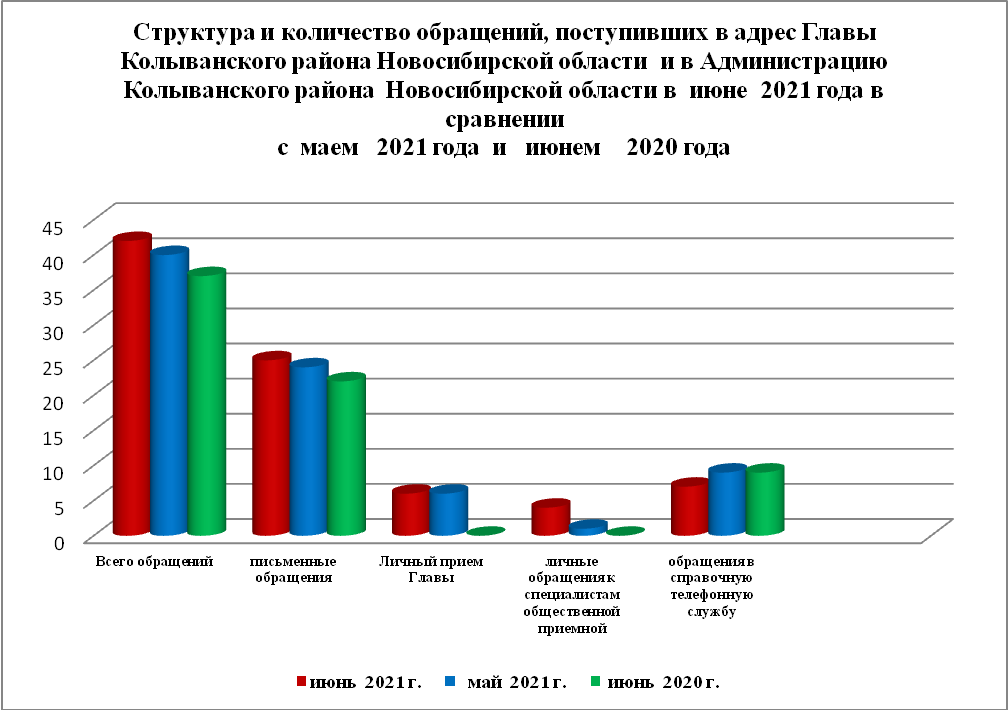 Структура и количество обращений, поступивших в адрес Главы
Колыванского района Новосибирской области и в Администрацию
Колыванского района Новосибирской области в июне 2021 года в
сравнении
с маем 2021 года и июнем 2020 года
45
40
35
30
25
20
15
10
5
0
Всего обращений
письменные
обращения
Личный прием
Главы
личные
обращения к
специалистам
общественной
приемной
обращения в
справочную
телефонную
службу
июнь 2021 г.
май 2021 г.
июнь 2020 г.